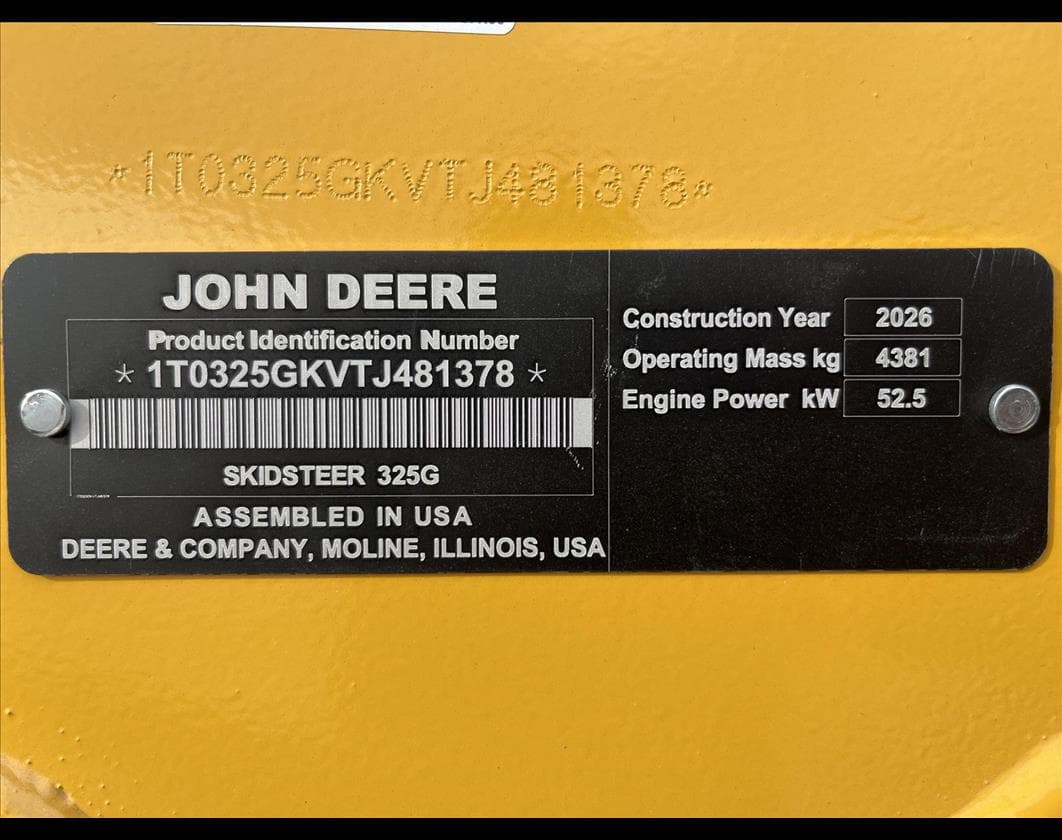 *1T0325GKVTJ481378*
JOHN DEERE
Product Identification Number
* 1T0325GKVTJ481378 *
SKIDSTEER 325G
ASSEMBLED IN USA
DEERE & COMPANY, MOLINE, ILLINOIS, USA
Construction Year 2026
Operating Mass kg 4381
Engine Power kW 52.5